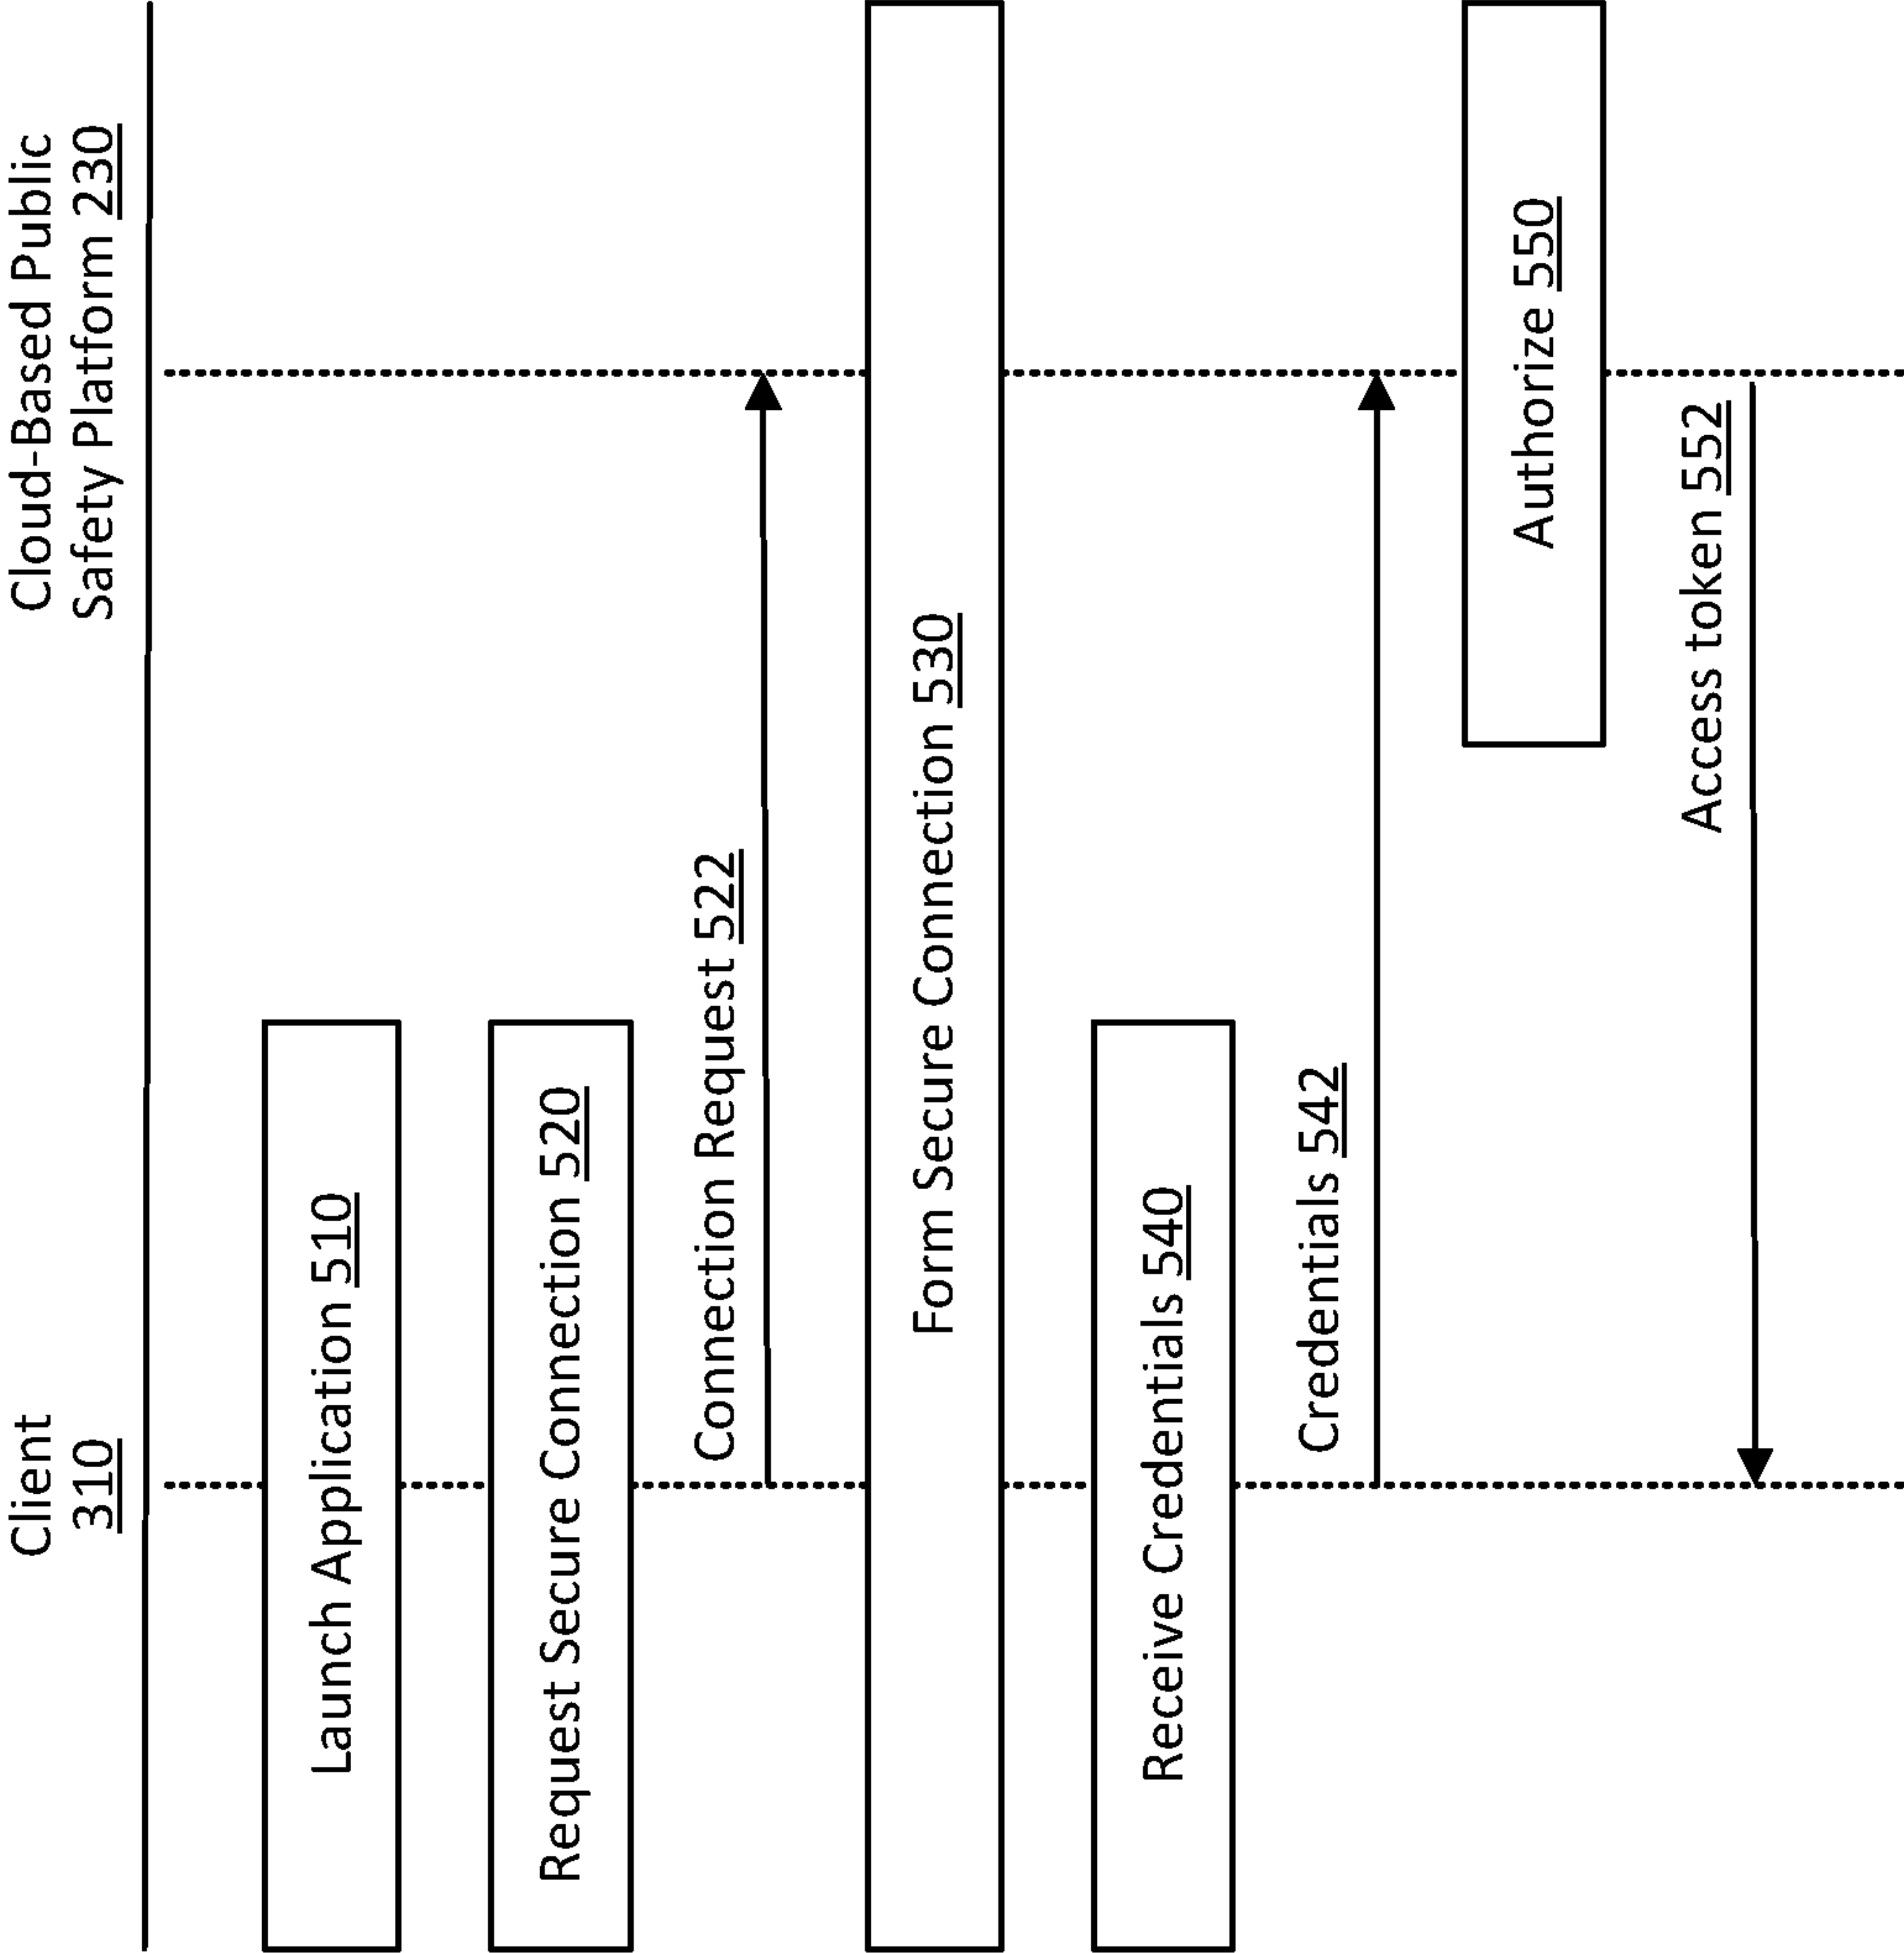 Client
310
Cloud-Based Public
Safety Platform 230
Launch Application 510
Request Secure Connection 520
Connection Request 522
Form Secure Connection 530
Receive Credentials 540
Credentials 542
Authorize 550
Access token 552